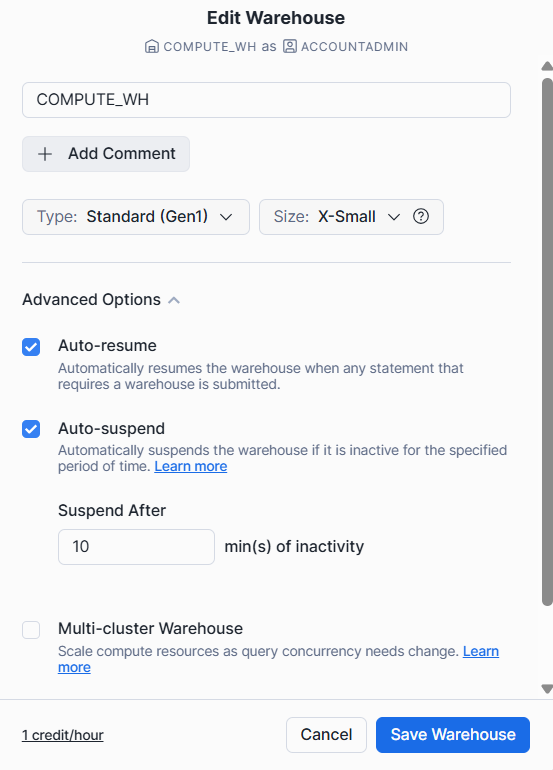 Edit Warehouse
COMPUTE_WH as ACCOUNTADMIN
COMPUTE_WH
+ Add Comment
Type: Standard (Gen1) Size: X-Small ?
Advanced Options
Auto-resume
Automatically resumes the warehouse when any statement that
requires a warehouse is submitted.
Auto-suspend
Automatically suspends the warehouse if it is inactive for the specified
period of time. Learn more
Suspend After
10 min(s) of inactivity
Multi-cluster Warehouse
Scale compute resources as query concurrency needs change. Learn
more
1 credit/hour Cancel Save Warehouse